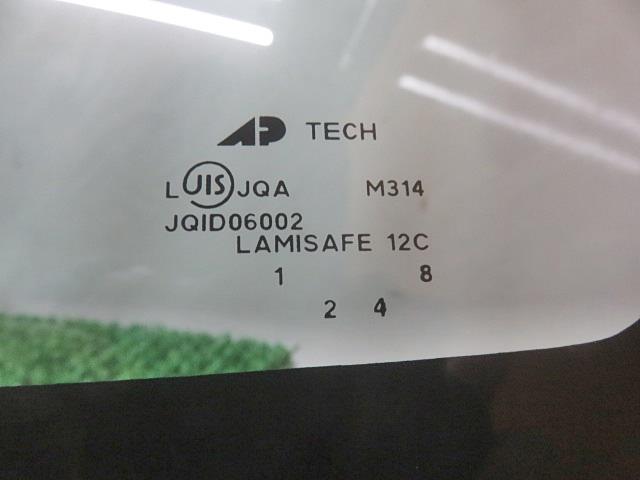 AP TECH
L JIS JQA M314
JQID06002
LAMISAFE 12C
1 8
2 4